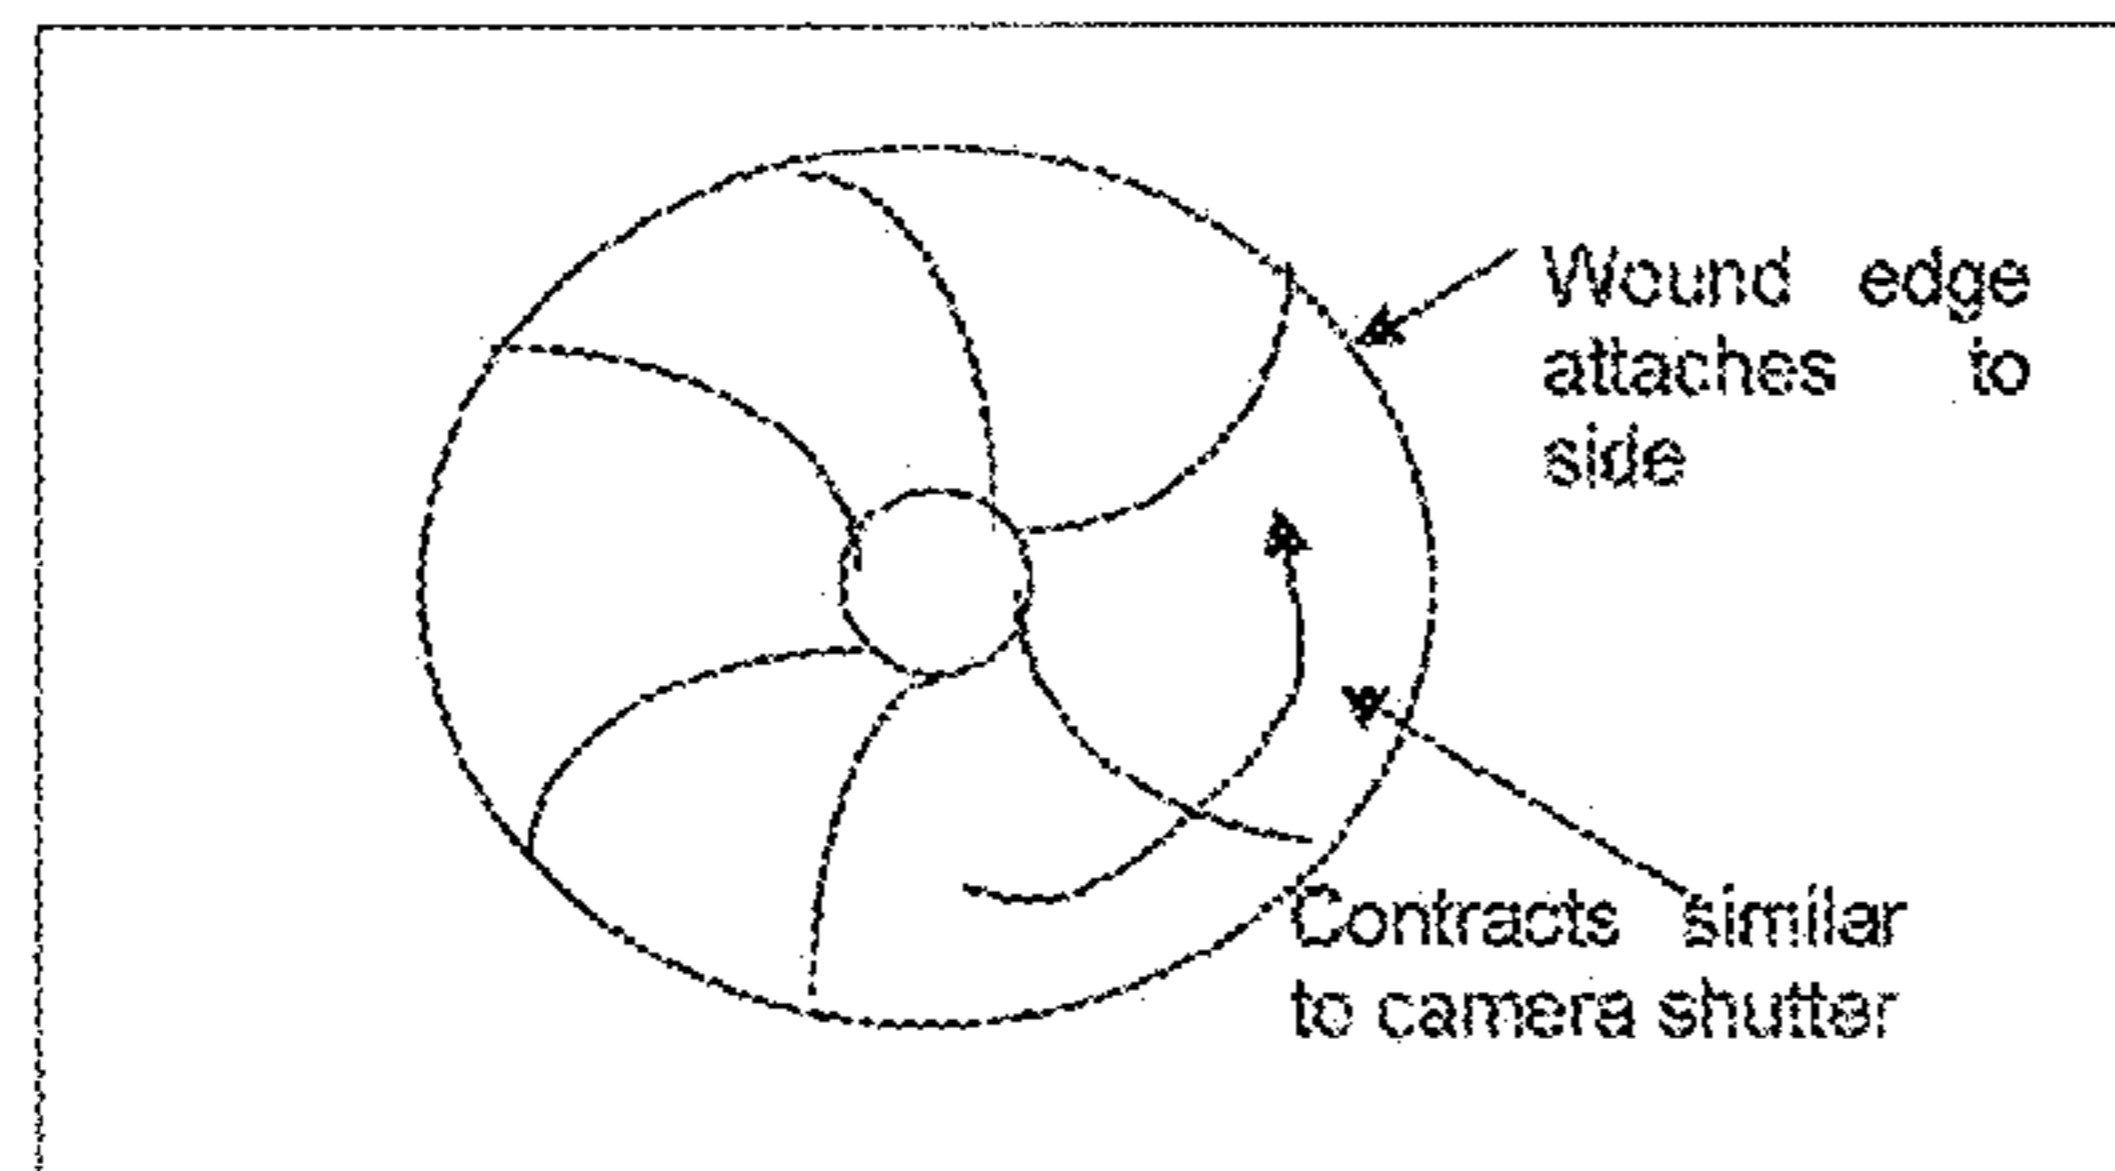 Wound edge
attaches to
side
Contracts similar
to camera shutter